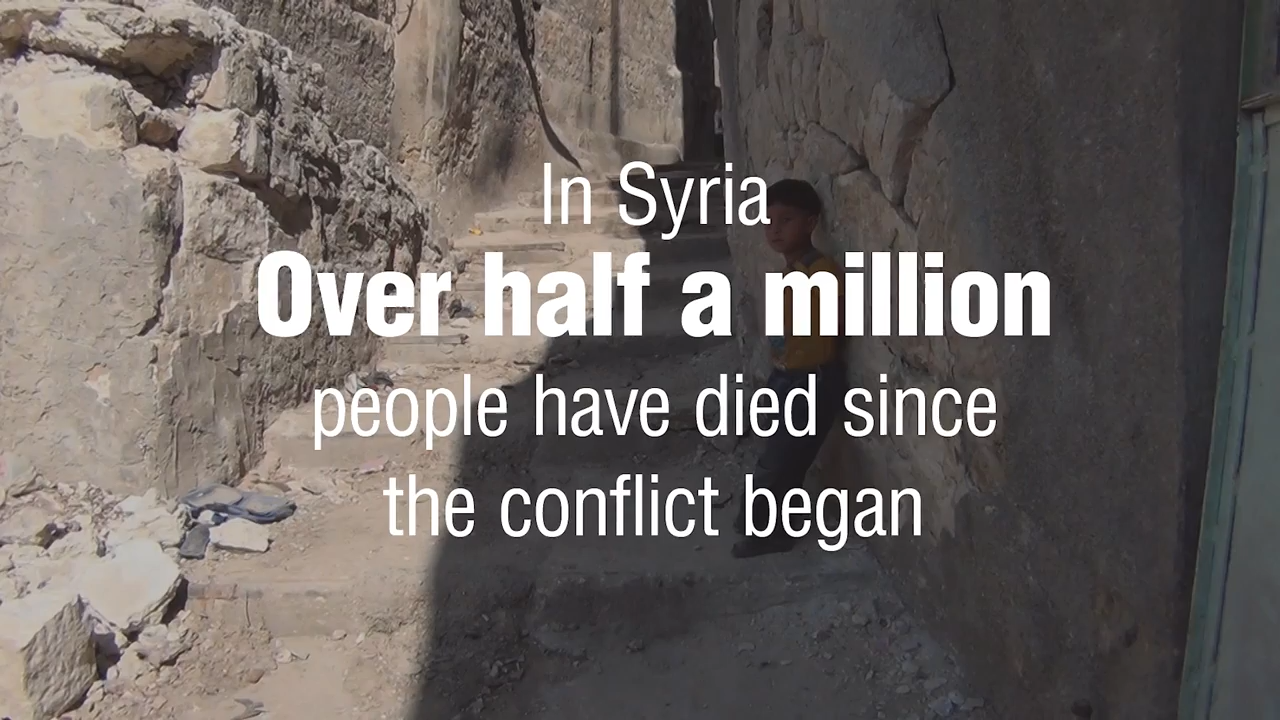 In Syria
Over half a million
people have died since
the conflict began